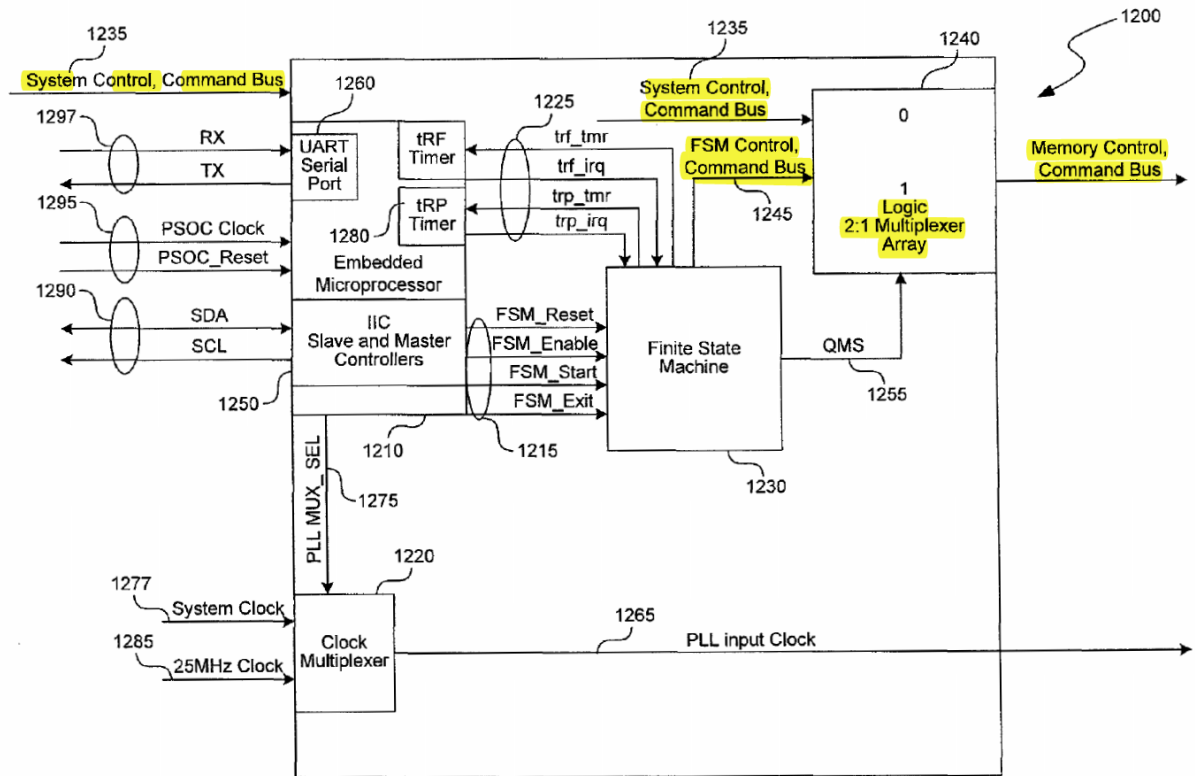 1235
System Control, Command Bus
1297
RX
TX
1295
PSOC Clock
PSOC_Reset
1290
SDA
SCL
1250
1260
UART
Serial
Port
tRF
Timer
1280
tRP
Timer
Embedded
Microprocessor
IIC
Slave and Master
Controllers
1225
trf_tmr
trf_irq
trp_tmr
trp_irq
FSM_Reset
FSM_Enable
FSM_Start
FSM_Exit
1210
1215
1235
System Control,
Command Bus
FSM Control,
Command Bus
1245
Finite State
Machine
1230
QMS
1255
1240
0
1
Logic
2:1 Multiplexer
Array
1200
Memory Control,
Command Bus
PLL MUX_SEL
1275
1277
System Clock
1285
25MHz Clock
1220
Clock
Multiplexer
1265
PLL input Clock